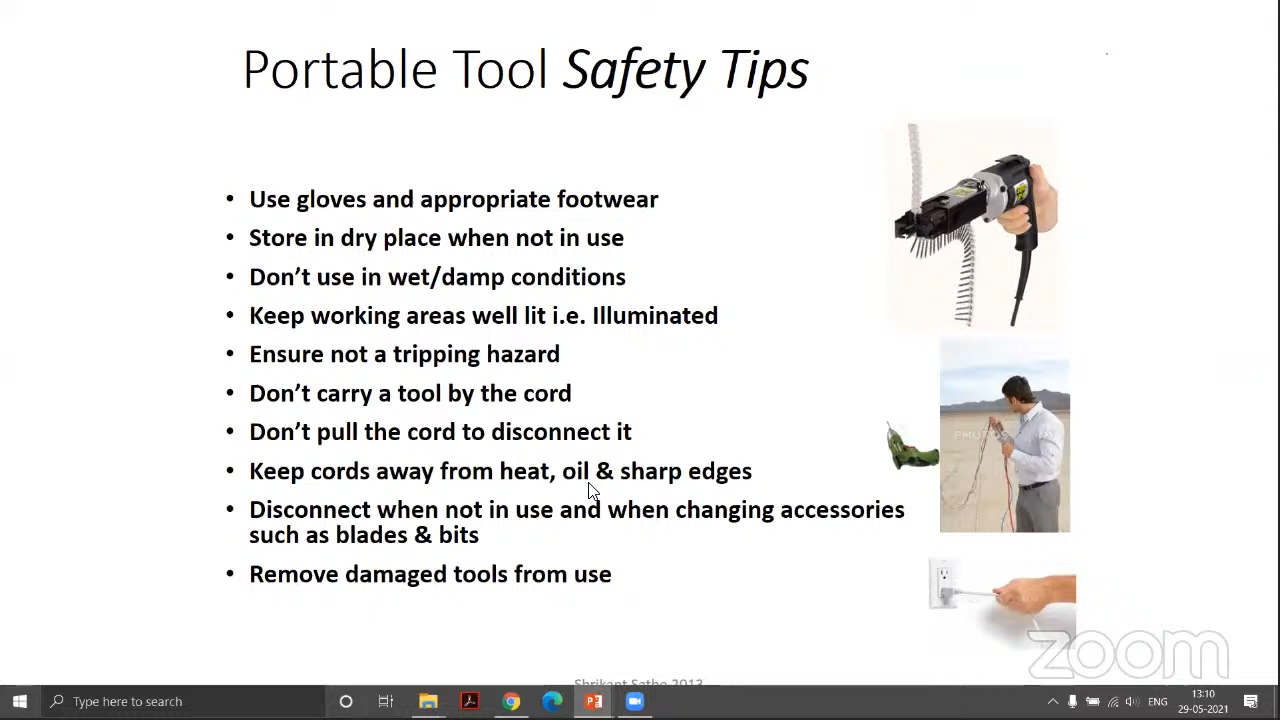 Portable Tool Safety Tips
• Use gloves and appropriate footwear
• Store in dry place when not in use
• Don’t use in wet/damp conditions
• Keep working areas well lit i.e. Illuminated
• Ensure not a tripping hazard
• Don’t carry a tool by the cord
• Don’t pull the cord to disconnect it
• Keep cords away from heat, oil & sharp edges
• Disconnect when not in use and when changing accessories
such as blades & bits
• Remove damaged tools from use
zoom
Shrikant Sathe 2013
Type here to search
ENG
13:10
29-05-2021